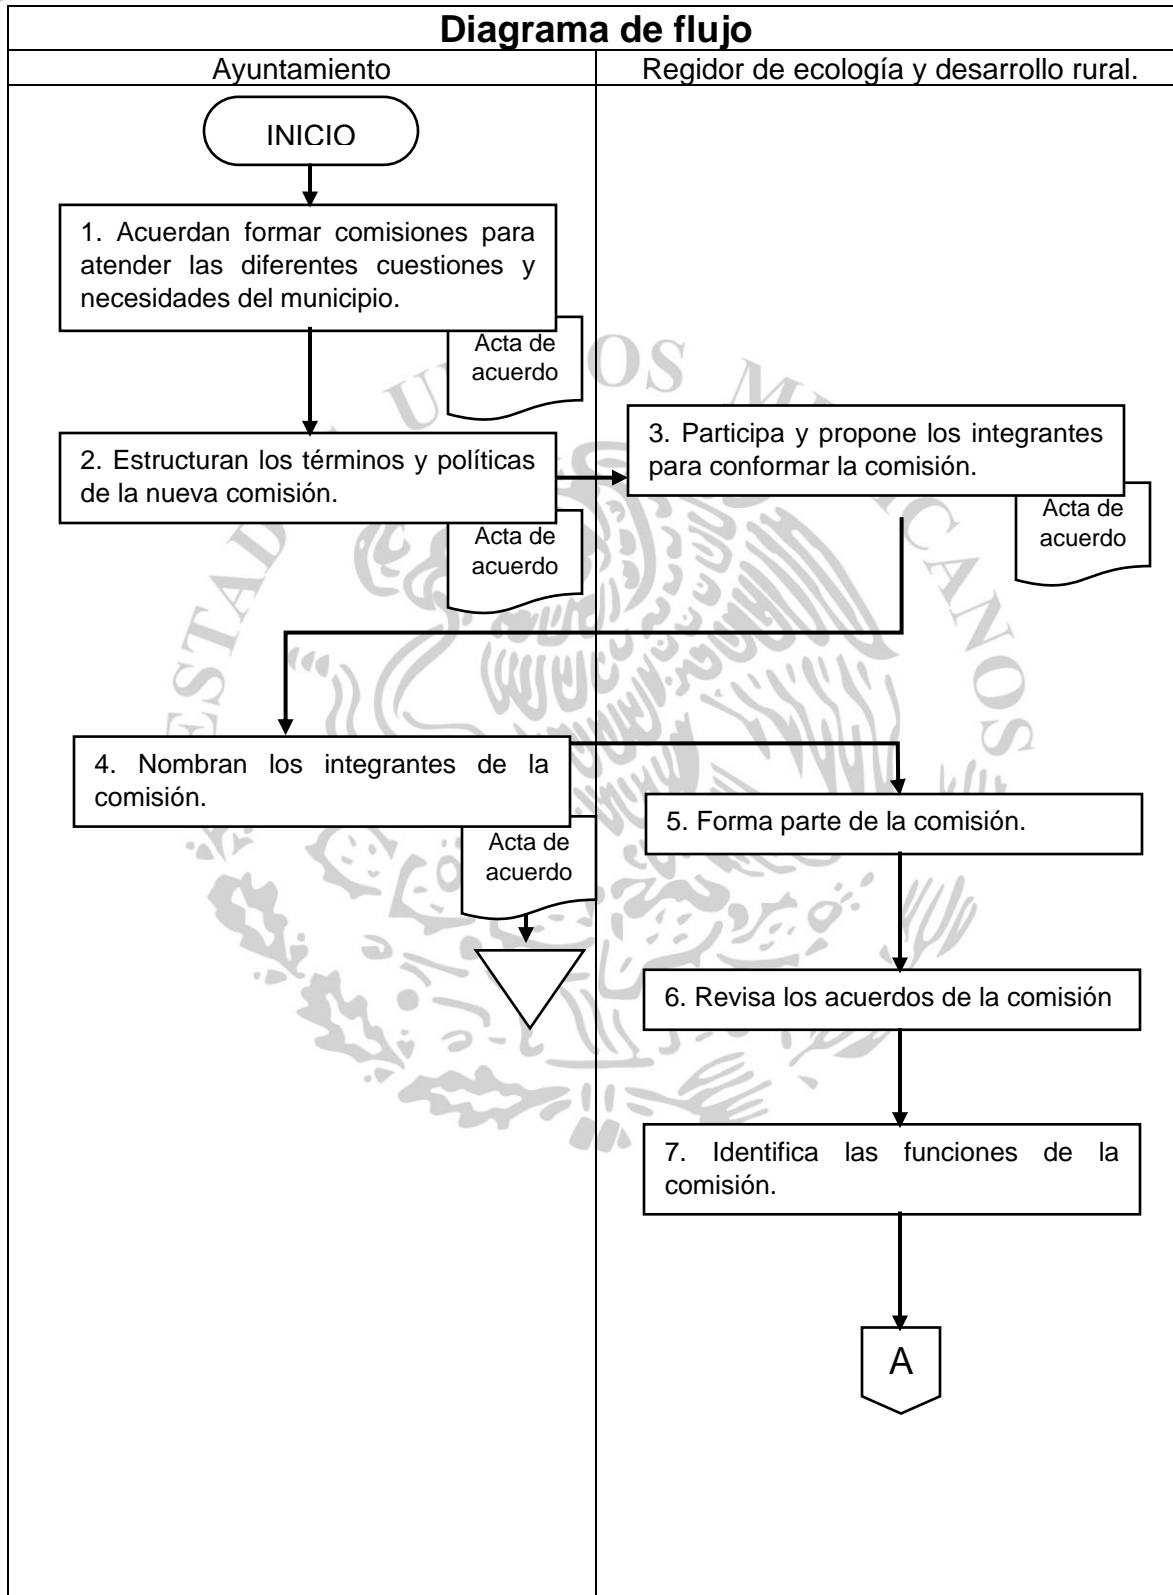 Diagrama de flujo
Ayuntamiento
Regidor de ecología y desarrollo rural.
INICIO
1. Acuerdan formar comisiones para
atender las diferentes cuestiones y
necesidades del municipio.
Acta de
acuerdo
2. Estructuran los términos y políticas
de la nueva comisión.
Acta de
acuerdo
3. Participa y propone los integrantes
para conformar la comisión.
Acta de
acuerdo
4. Nombran los integrantes de la
comisión.
Acta de
acuerdo
5. Forma parte de la comisión.
6. Revisa los acuerdos de la comisión
7. Identifica las funciones de la
comisión.
A